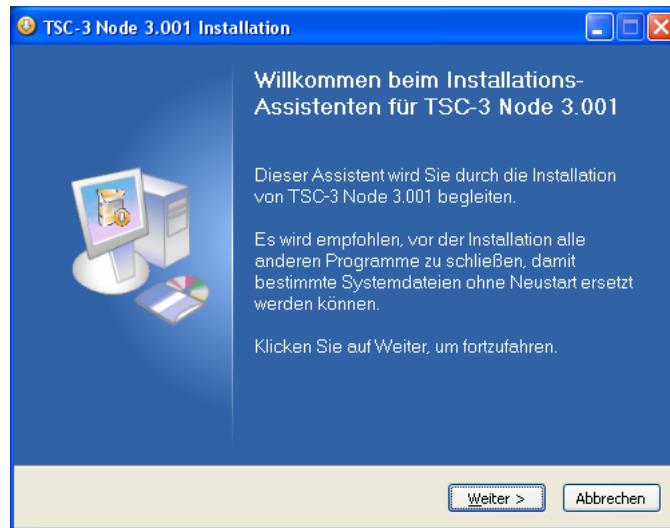 TSC-3 Node 3.001 Installation
Willkommen beim Installations-
Assistenten für TSC-3 Node 3.001
Dieser Assistent wird Sie durch die Installation
von TSC-3 Node 3.001 begleiten.
Es wird empfohlen, vor der Installation alle
anderen Programme zu schließen, damit
bestimmte Systemdateien ohne Neustart ersetzt
werden können.
Klicken Sie auf Weiter, um fortzufahren.
Weiter >
Abbrechen